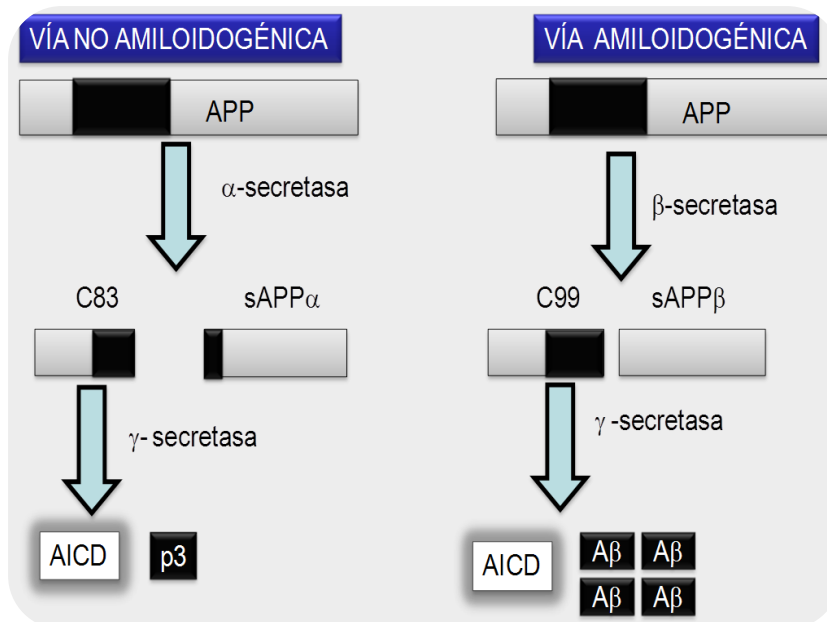 VÍA NO AMILOIDOGÉNICA
APP
α-secretasa
C83
sAPPα
γ- secretasa
AICD
p3
VÍA AMILOIDOGÉNICA
APP
β-secretasa
C99
sAPPβ
γ -secretasa
AICD
Aβ Aβ
Aβ Aβ